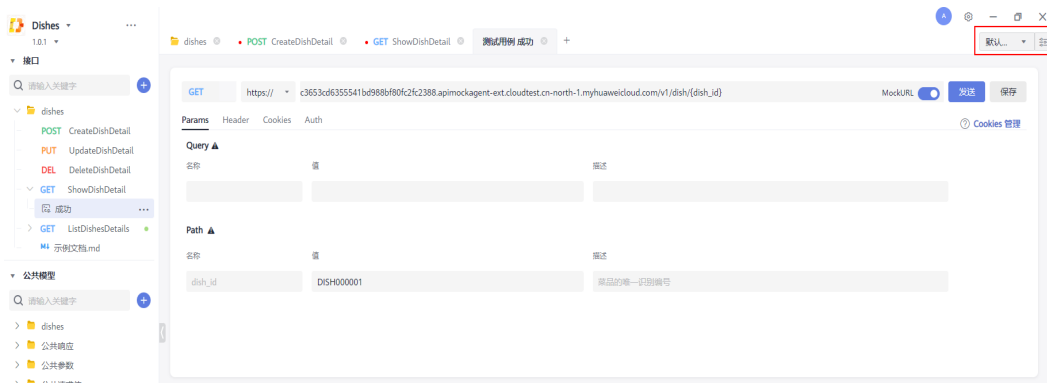 Dishes
1.0.1
接口
请输入关键字
dishes
POST CreateDishDetail
PUT UpdateDishDetail
DEL DeleteDishDetail
GET ShowDishDetail
成功
GET ListDishesDetails
M↓ 示例文档.md
公共模型
请输入关键字
dishes
公共响应
公共参数
A
dishes
POST CreateDishDetail
GET ShowDishDetail
测试用例 成功
默认...
GET https:// c3653cd6355541bd988bf80fc2fc2388.apimockagent-ext.cloudtest.cn-north-1.myhuaweicloud.com/v1/dish/{dish_id} MockURL 发送 保存
Params Header Cookies Auth Cookies 管理
Query
名称 值 描述
Path
名称 值 描述
dish_id DISH000001 菜品的唯一识别编号